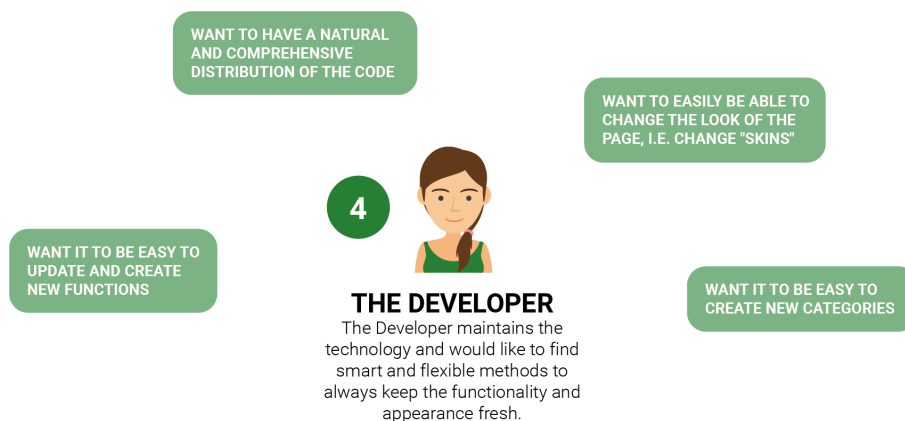 WANT TO HAVE A NATURAL
AND COMPREHENSIVE
DISTRIBUTION OF THE CODE
WANT TO EASILY BE ABLE TO
CHANGE THE LOOK OF THE
PAGE, I.E. CHANGE "SKINS"
4
WANT IT TO BE EASY TO
UPDATE AND CREATE
NEW FUNCTIONS
WANT IT TO BE EASY TO
CREATE NEW CATEGORIES
THE DEVELOPER
The Developer maintains the
technology and would like to find
smart and flexible methods to
always keep the functionality and
appearance fresh.